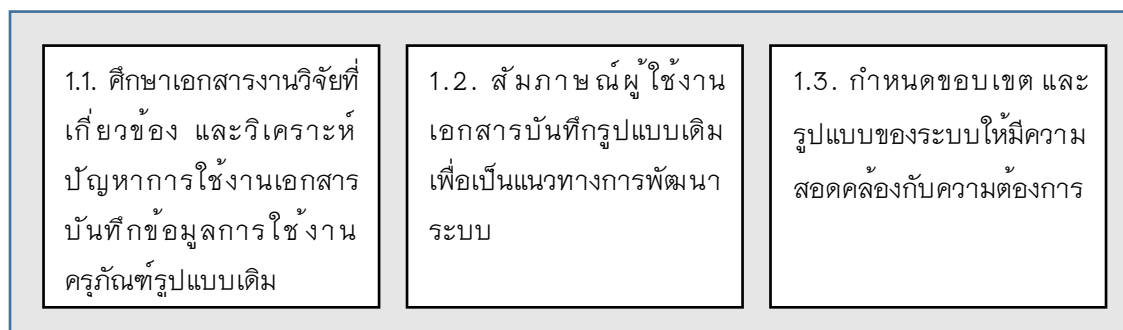 1.1. ศึกษาเอกสารงานวิจัยที่
เกี่ยวข้อง และวิเคราะห์
ปัญหาการใช้งานเอกสาร
บันทึกข้อมูลการใช้งาน
ครุภัณฑ์รูปแบบเดิม
1.2. สัมภาษณ์ผู้ใช้งาน
เอกสารบันทึกรูปแบบเดิม
เพื่อเป็นแนวทางการพัฒนา
ระบบ
1.3. กำหนดขอบเขต และ
รูปแบบของระบบให้มีความ
สอดคล้องกับความต้องการ